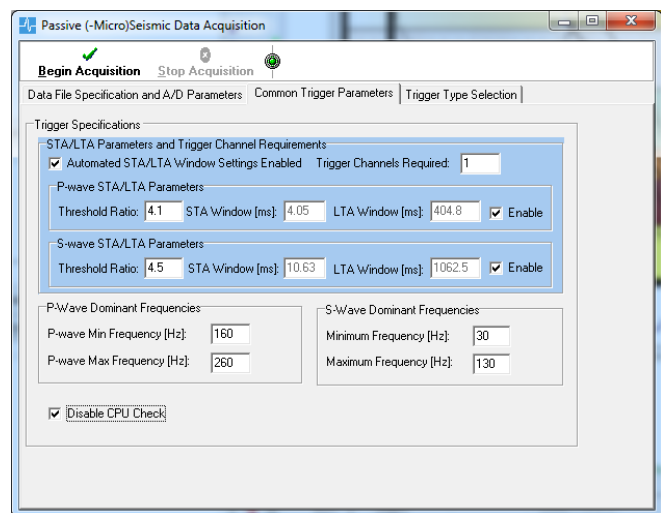 Passive (-Micro)Seismic Data Acquisition
Begin Acquisition Stop Acquisition
Data File Specification and A/D Parameters Common Trigger Parameters Trigger Type Selection
Trigger Specifications
STA/LTA Parameters and Trigger Channel Requirements
Automated STA/LTA Window Settings Enabled Trigger Channels Required: 1
P-wave STA/LTA Parameters
Threshold Ratio: 4.1 STA Window [ms]: 4.05 LTA Window [ms]: 404.8 Enable
S-wave STA/LTA Parameters
Threshold Ratio: 4.5 STA Window [ms]: 10.63 LTA Window [ms]: 1062.5 Enable
P-Wave Dominant Frequencies
P-wave Min Frequency [Hz]: 160
P-wave Max Frequency [Hz]: 260
S-Wave Dominant Frequencies
Minimum Frequency [Hz]: 30
Maximum Frequency [Hz]: 130
Disable CPU Check